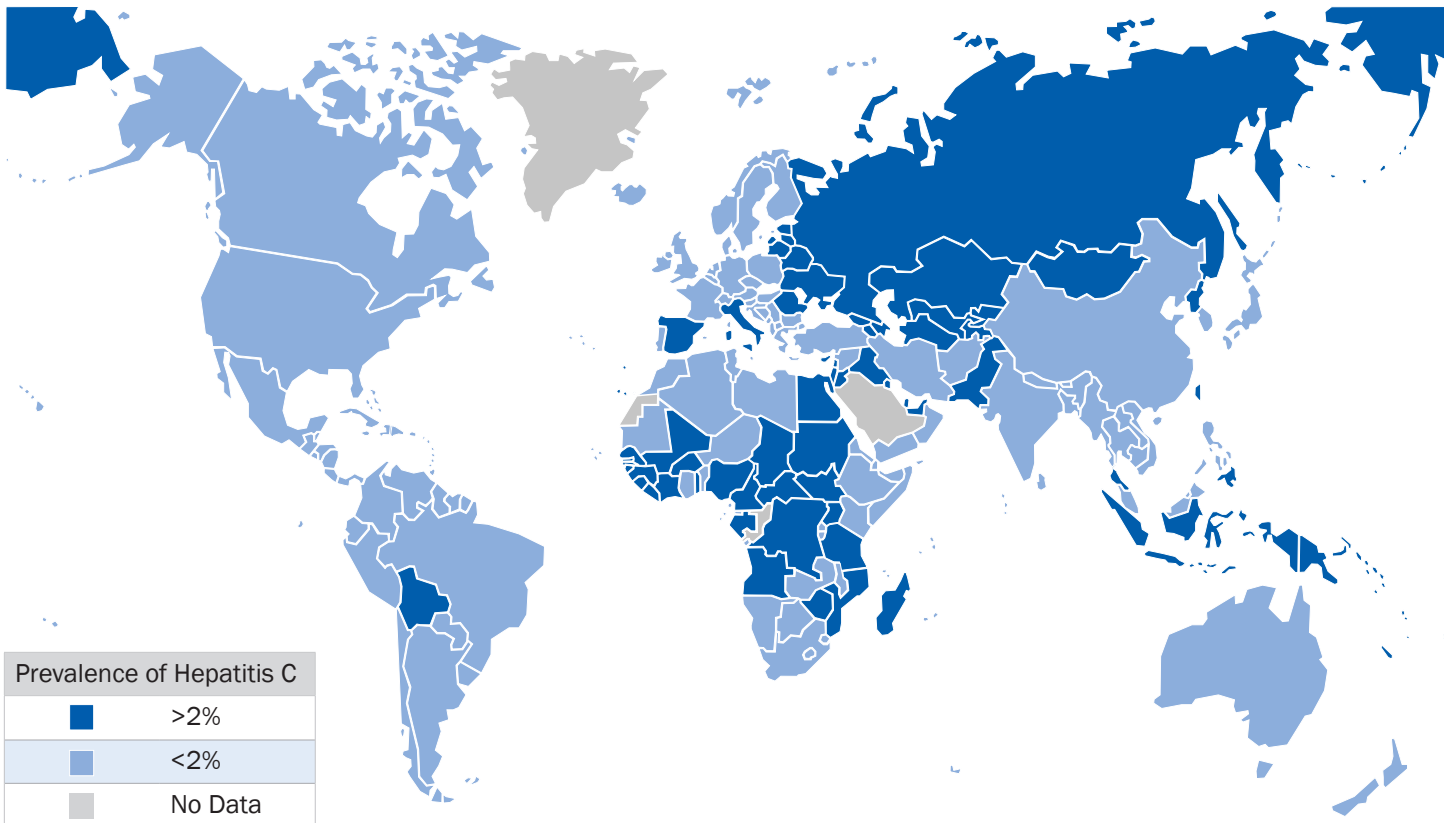 Prevalence of Hepatitis C
>2%
<2%
No Data